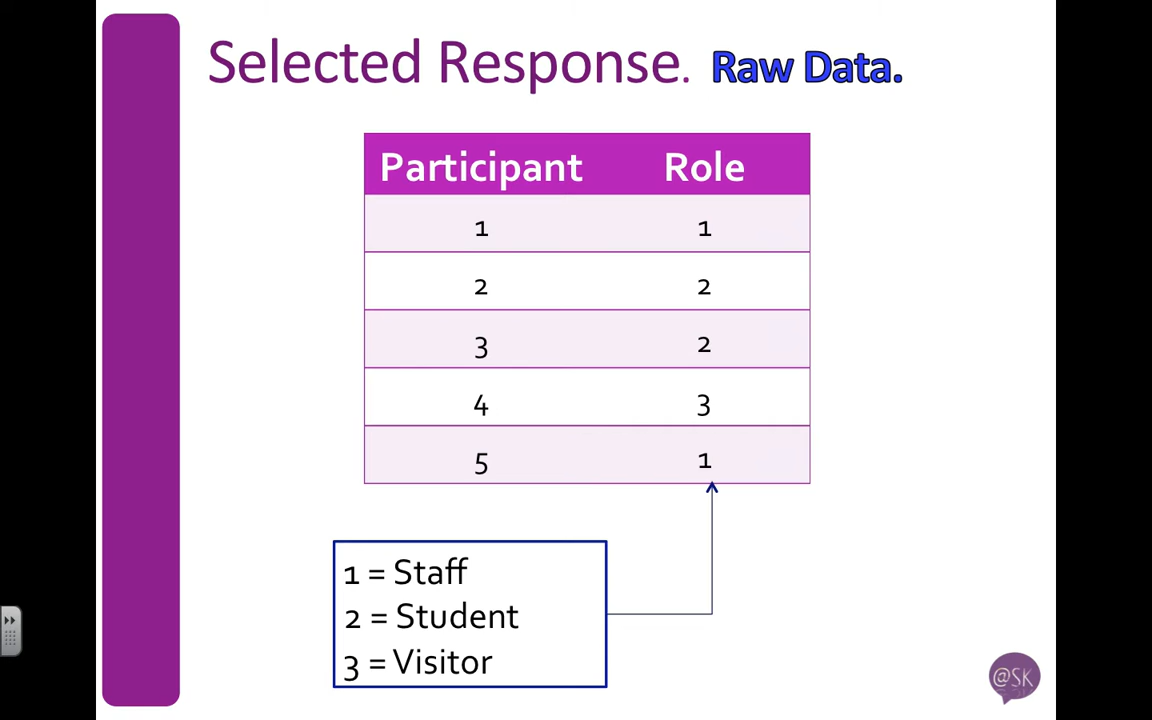 Selected Response. Raw Data.
Participant Role
1 1
2 2
3 2
4 3
5 1
1 = Staff
2 = Student
3 = Visitor
@SK